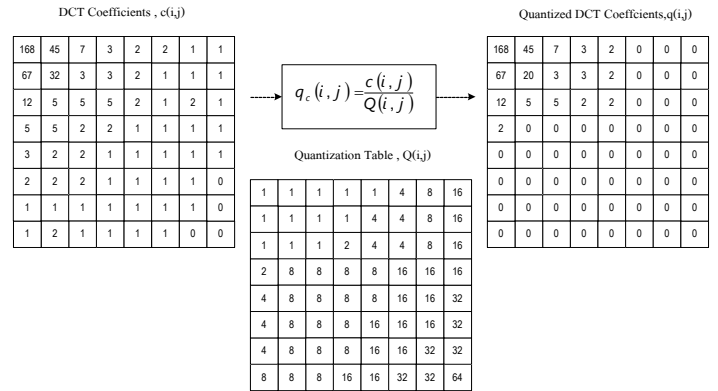 DCT Coefficients , c(i,j)
168 45 7 3 2 2 1 1
67 32 3 3 2 1 1 1
12 5 5 5 2 1 2 1
5 5 2 2 1 1 1 1
3 2 2 1 1 1 1 1
2 2 2 1 1 1 1 0
1 1 1 1 1 1 1 0
1 2 1 1 1 1 0 0
q_c (i , j) = c(i , j) / Q(i , j)
Quantization Table , Q(i,j)
1 1 1 1 1 4 8 16
1 1 1 1 4 4 8 16
1 1 1 2 4 4 8 16
2 8 8 8 8 16 16 16
4 8 8 8 8 16 16 32
4 8 8 8 16 16 16 32
4 8 8 8 16 16 32 32
8 8 8 16 16 32 32 64
Quantized DCT Coeffcients,q(i,j)
168 45 7 3 3 2 0 0 0
67 20 3 3 2 0 0 0
12 5 5 2 2 0 0 0
2 0 0 0 0 0 0 0
0 0 0 0 0 0 0 0
0 0 0 0 0 0 0 0
0 0 0 0 0 0 0 0
0 0 0 0 0 0 0 0